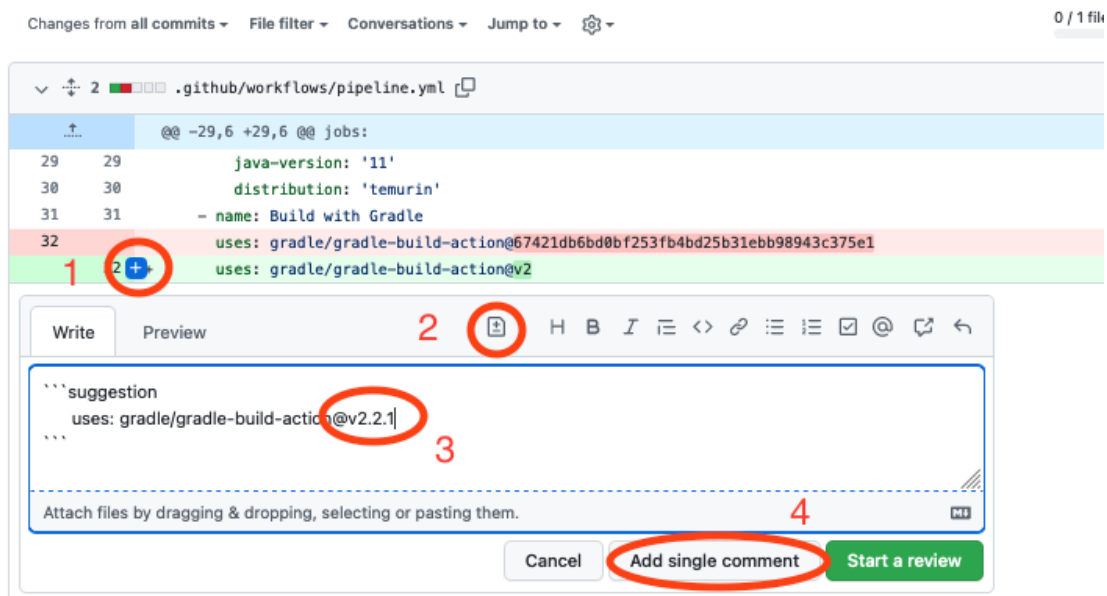 Changes from all commits File filter Conversations Jump to 0 / 1 file
2 .github/workflows/pipeline.yml
@@ -29,6 +29,6 @@ jobs:
29 29 java-version: '11'
30 30 distribution: 'temurin'
31 31 - name: Build with Gradle
32 uses: gradle/gradle-build-action@67421db6bd0bf253fb4bd25b31ebb98943c375e1
1 2 + uses: gradle/gradle-build-action@v2
Write Preview 2 H B I <> @
```suggestion
uses: gradle/gradle-build-action@v2.2.1
```
3
4
Attach files by dragging & dropping, selecting or pasting them.
Cancel Add single comment Start a review